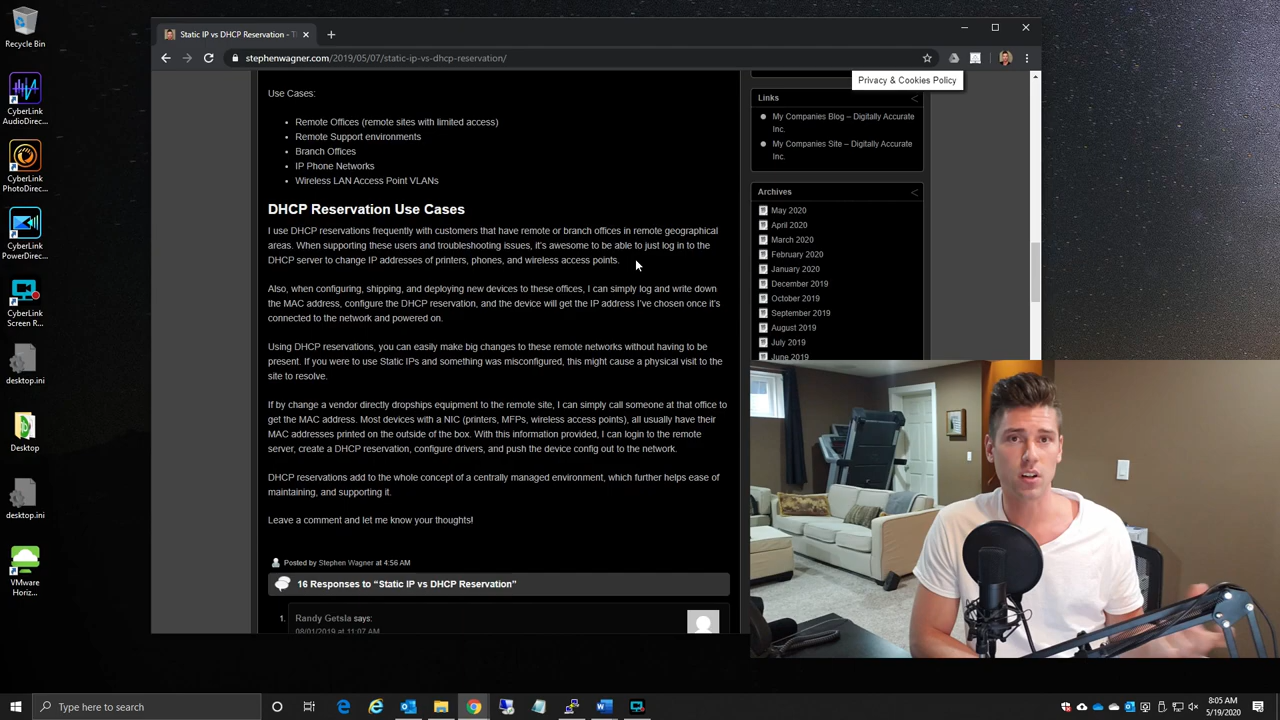 Recycle Bin
CyberLink
AudioDirec...
CyberLink
PhotoDirec...
CyberLink
PowerDirec...
CyberLink
Screen R...
desktop.ini
Desktop
desktop.ini
VMware
Horiz...
Static IP vs DHCP Reservation - T
stephenwagner.com/2019/05/07/static-ip-vs-dhcp-reservation/
Privacy & Cookies Policy
Use Cases:
Remote Offices (remote sites with limited access)
Remote Support environments
Branch Offices
IP Phone Networks
Wireless LAN Access Point VLANs
DHCP Reservation Use Cases
I use DHCP reservations frequently with customers that have remote or branch offices in remote geographical
areas. When supporting these users and troubleshooting issues, it's awesome to be able to just log in to the
DHCP server to change IP addresses of printers, phones, and wireless access points.
Also, when configuring, shipping, and deploying new devices to these offices, I can simply log and write down
the MAC address, configure the DHCP reservation, and the device will get the IP address I've chosen once it's
connected to the network and powered on.
Using DHCP reservations, you can easily make big changes to these remote networks without having to be
present. If you were to use Static IPs and something was misconfigured, this might cause a physical visit to the
site to resolve.
If by change a vendor directly dropships equipment to the remote site, I can simply call someone at that office to
get the MAC address. Most devices with a NIC (printers, MFPs, wireless access points), all usually have their
MAC addresses printed on the outside of the box. With this information provided, I can login to the remote
server, create a DHCP reservation, configure drivers, and push the device config out to the network.
DHCP reservations add to the whole concept of a centrally managed environment, which further helps ease of
maintaining, and supporting it.
Leave a comment and let me know your thoughts!
Posted by Stephen Wagner at 4:56 AM
16 Responses to “Static IP vs DHCP Reservation”
1. Randy Getsla says:
08/01/2019 at 11:07 AM
Links
My Companies Blog – Digitally Accurate
Inc.
My Companies Site – Digitally Accurate
Inc.
Archives
May 2020
April 2020
March 2020
February 2020
January 2020
December 2019
October 2019
September 2019
August 2019
July 2019
June 2019
Type here to search
8:05 AM
5/19/2020